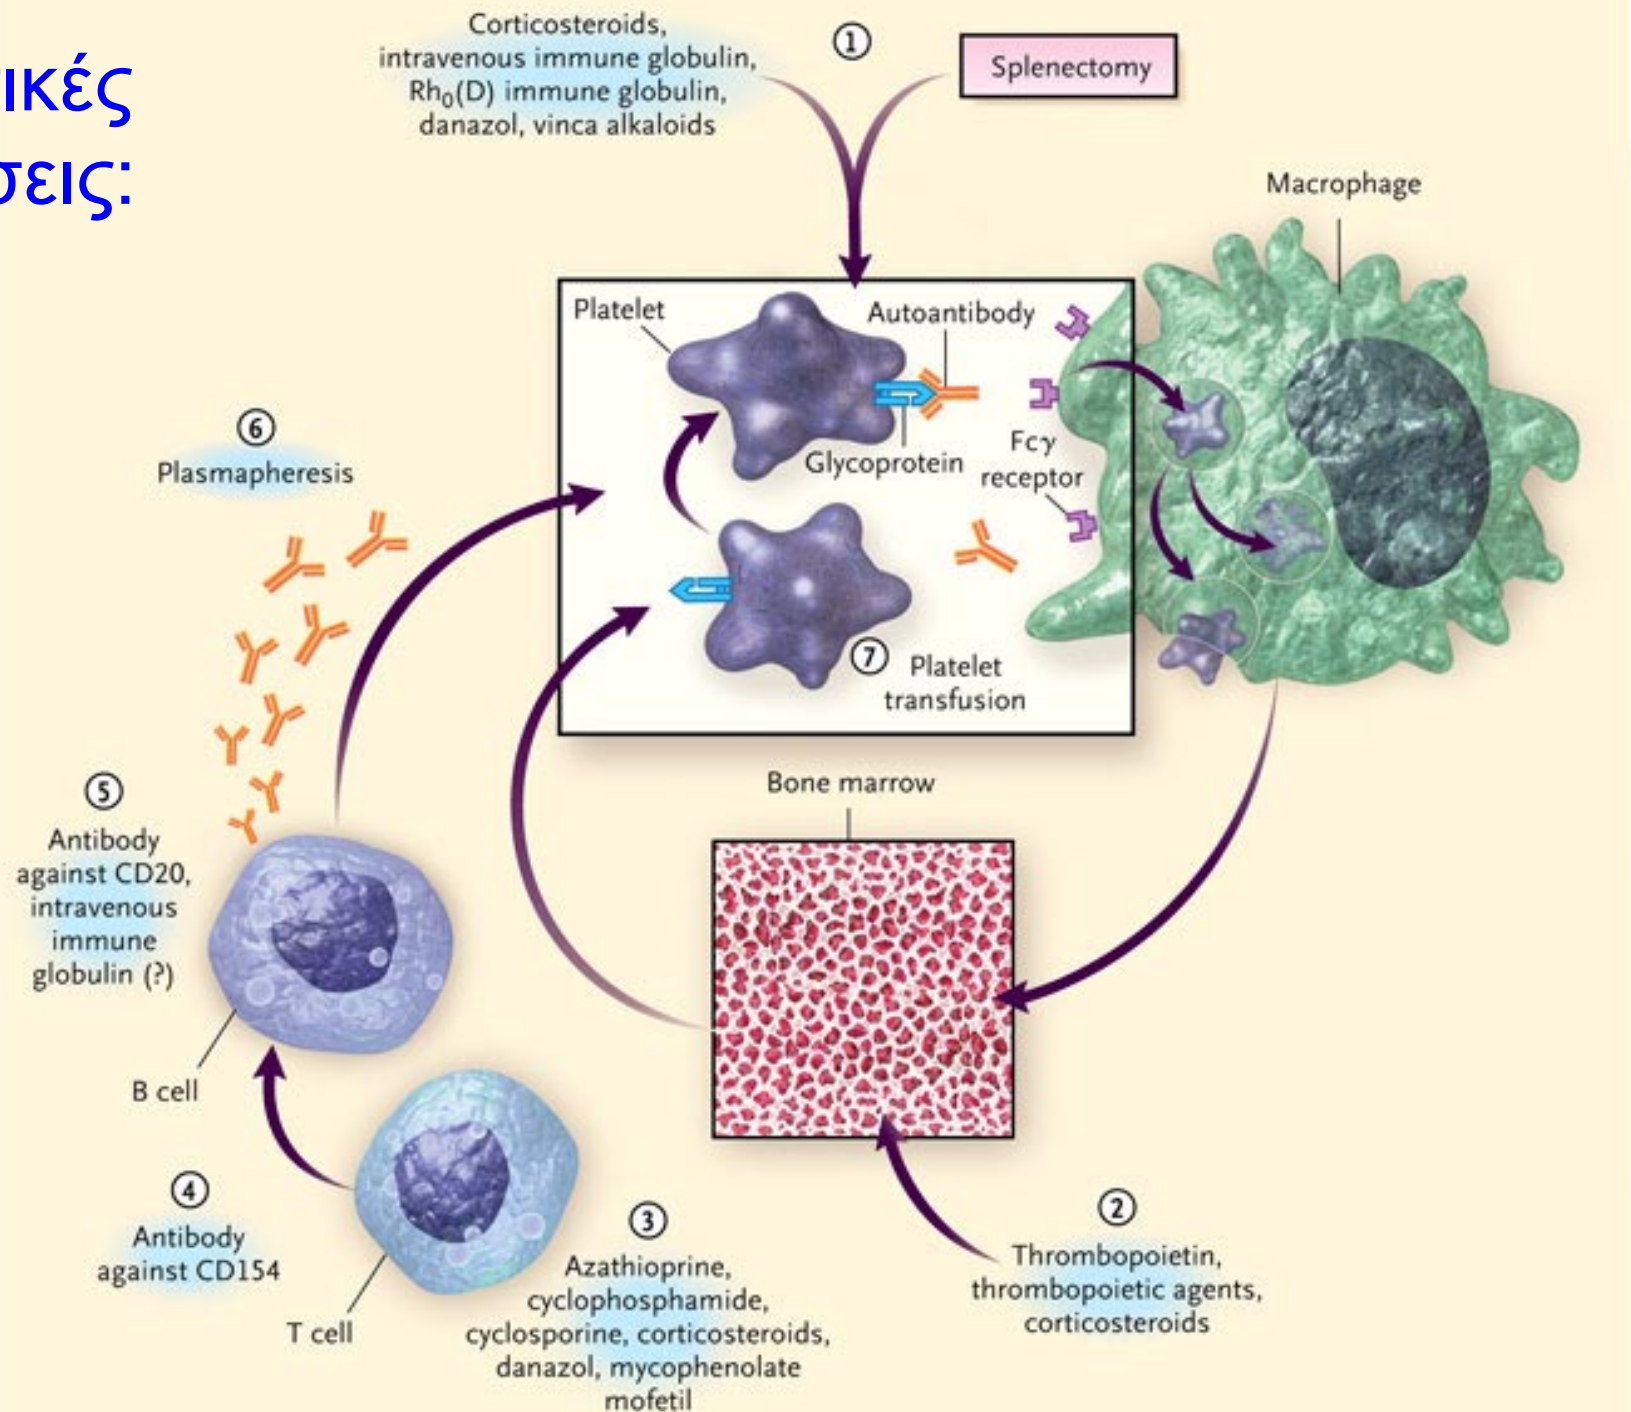 ικές
σεις:
Corticosteroids,
intravenous immune globulin,
Rh₀(D) immune globulin,
danazol, vinca alkaloids
①
Splenectomy
Macrophage
Platelet
Autoantibody
Glycoprotein
Fcγ
receptor
⑦
Platelet
transfusion
⑥
Plasmapheresis
⑤
Antibody
against CD20,
intravenous
immune
globulin (?)
B cell
Bone marrow
④
Antibody
against CD154
T cell
③
Azathioprine,
cyclophosphamide,
cyclosporine, corticosteroids,
danazol, mycophenolate
mofetil
②
Thrombopoietin,
thrombopoietic agents,
corticosteroids